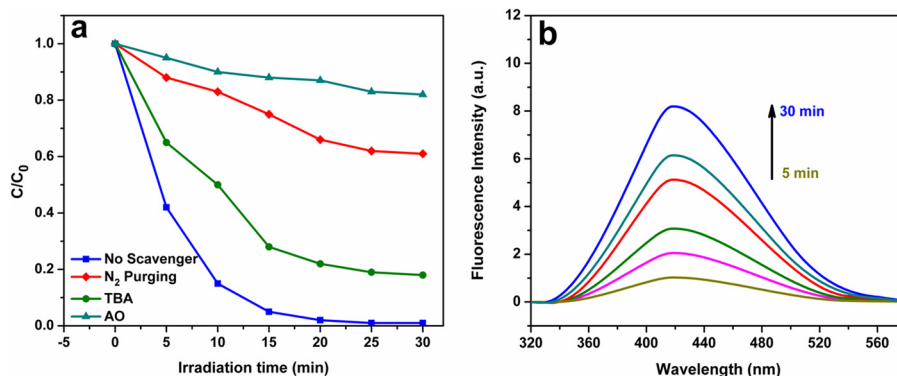 a
C/C0
1.0
0.8
0.6
0.4
0.2
0.0
No Scavenger
N2 Purging
TBA
AO
-5 0 5 10 15 20 25 30
Irradiation time (min)
b
Fluorescence Intensity (a.u.)
12
10
8
6
4
2
0
30 min
5 min
320 360 400 440 480 520 560
Wavelength (nm)